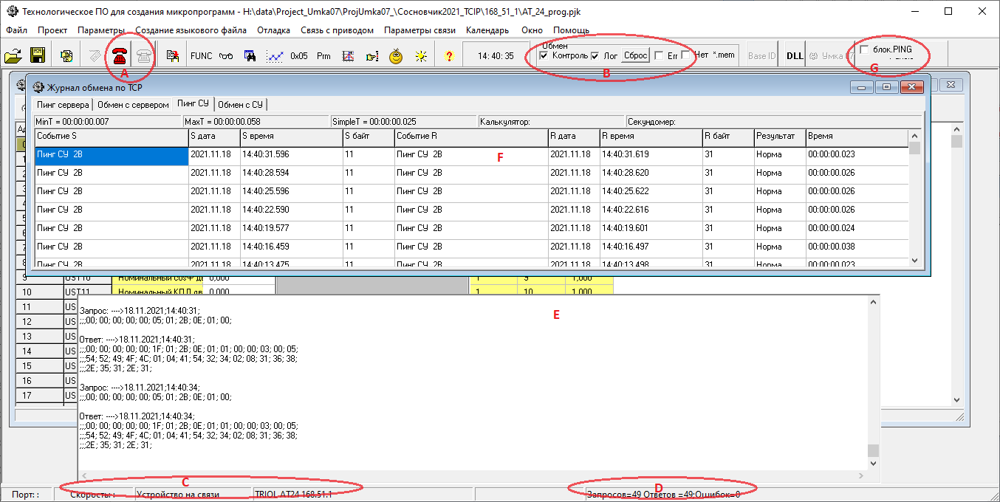 Технологическое ПО для создания микропрограмм - H:\data\Project_Umka07\ProjUmka07_\Сосновчик2021_TCIP\168_51_1\AT_24_prog.pjk
Файл Проект Параметры Создание языкового файла Отладка Связь с приводом Параметры связи Календарь Окно Помощь
FUNC 0x05 Prm ? 14:40:35 Обмен Контроль Лог Сброс Err Нет *.mem Base ID DLL Умка 07 блок.PING
A B G
Журнал обмена по TCP
Пинг сервера Обмен с сервером Пинг СУ Обмен с СУ
MinT = 00:00:00.007 MaxT = 00:00:00.058 SimpleT = 00:00:00.025 Калькулятор: Секундомер:
Событие S S дата S время S байт Событие R R дата R время R байт Результат Время
Пинг СУ 2B 2021.11.18 14:40:31.596 11 Пинг СУ 2B 2021.11.18 14:40:31.619 31 Норма 00:00:00.023
F
Пинг СУ 2B 2021.11.18 14:40:28.594 11 Пинг СУ 2B 2021.11.18 14:40:28.620 31 Норма 00:00:00.026
Пинг СУ 2B 2021.11.18 14:40:25.596 11 Пинг СУ 2B 2021.11.18 14:40:25.622 31 Норма 00:00:00.026
Пинг СУ 2B 2021.11.18 14:40:22.590 11 Пинг СУ 2B 2021.11.18 14:40:22.616 31 Норма 00:00:00.026
Пинг СУ 2B 2021.11.18 14:40:19.577 11 Пинг СУ 2B 2021.11.18 14:40:19.601 31 Норма 00:00:00.024
Пинг СУ 2B 2021.11.18 14:40:16.459 11 Пинг СУ 2B 2021.11.18 14:40:16.497 31 Норма 00:00:00.038
Пинг СУ 2B 2021.11.18 14:40:13.475 11 Пинг СУ 2B 2021.11.18 14:40:13.498 31 Норма 00:00:00.023
9 UST10 Номинальный cosФ дв 0,000 1 9 1,000
10 UST11 Номинальный КПД дв 0,000 1 10 1,000
11 US
12 US
13 US
14 US
15 US
16 US
17 US
E
Запрос: ---->18.11.2021;14:40:31;
;;;00; 00; 00; 00; 00; 05; 01; 2B; 0E; 01; 00;
Ответ: ---->18.11.2021;14:40:31;
;;;00; 00; 00; 00; 00; 1F; 01; 2B; 0E; 01; 01; 00; 00; 03; 00; 05;
;;;54; 52; 49; 4F; 4C; 01; 04; 41; 54; 32; 34; 02; 08; 31; 36; 38;
;;;2E; 35; 31; 2E; 31;
Запрос: ---->18.11.2021;14:40:34;
;;;00; 00; 00; 00; 00; 05; 01; 2B; 0E; 01; 00;
Ответ: ---->18.11.2021;14:40:34;
;;;00; 00; 00; 00; 00; 1F; 01; 2B; 0E; 01; 01; 00; 00; 03; 00; 05;
;;;54; 52; 49; 4F; 4C; 01; 04; 41; 54; 32; 34; 02; 08; 31; 36; 38;
;;;2E; 35; 31; 2E; 31;
C D
Порт: : Скорость: : Устройство на связи TRIOL AT24 168.51.1 Запросов=49 Ответов =49;Ошибок=0